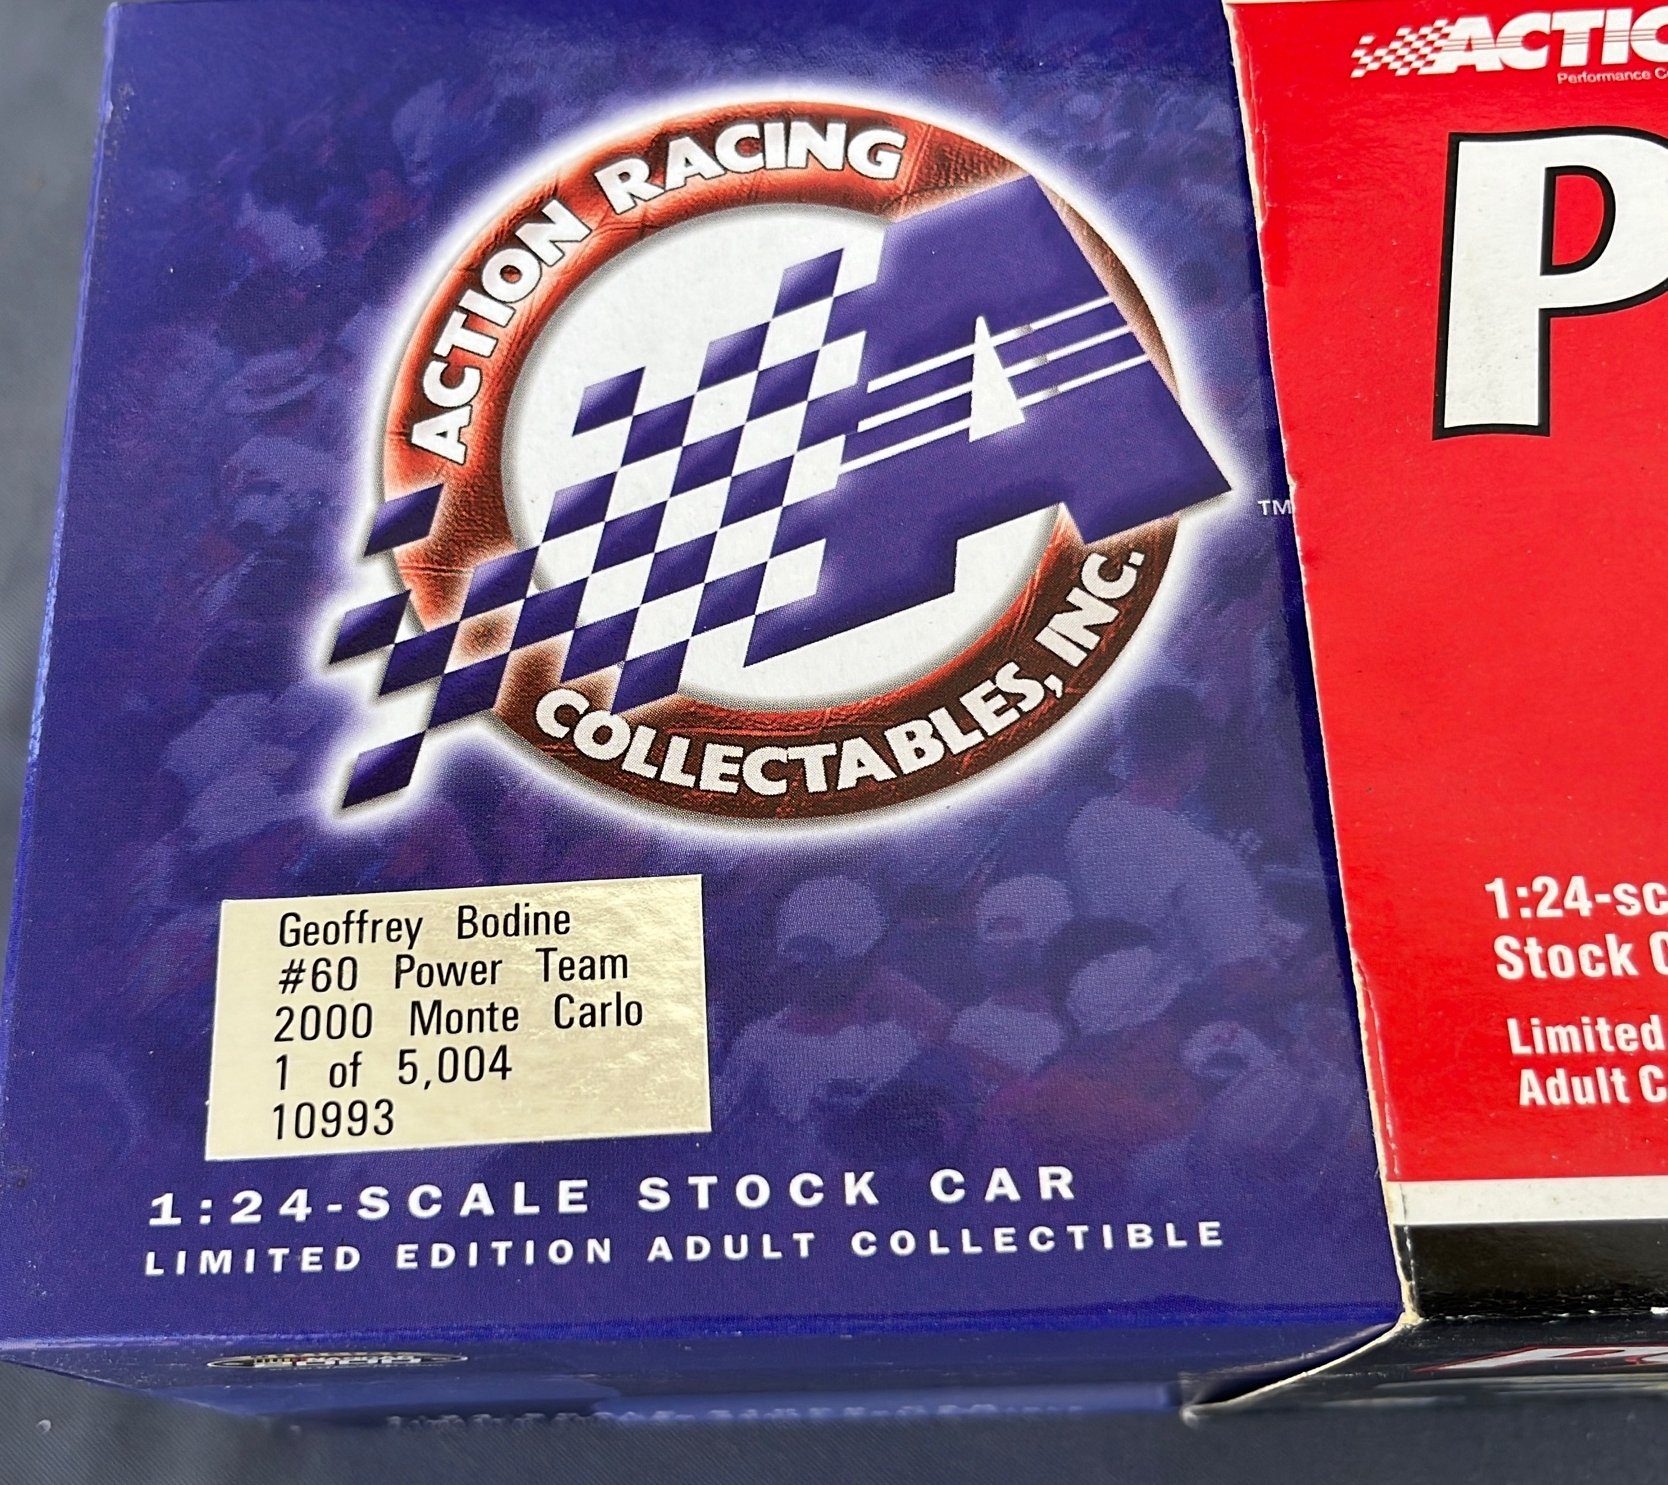 ACTION RACING
COLLECTABLES, INC.
TM
Geoffrey Bodine
#60 Power Team
2000 Monte Carlo
1 of 5,004
10993
1:24-SCALE STOCK CAR
LIMITED EDITION ADULT COLLECTIBLE
ACTIO
Performance C
P
1:24-sc
Stock C
Limited
Adult C